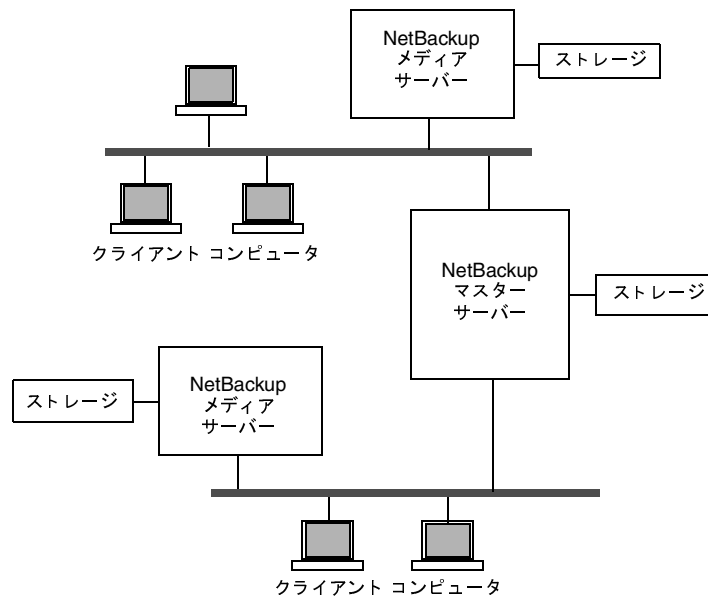 NetBackup
メディア
サーバー
ストレージ
クライアント コンピュータ
NetBackup
マスター
サーバー
ストレージ
NetBackup
メディア
サーバー
ストレージ
クライアント コンピュータ